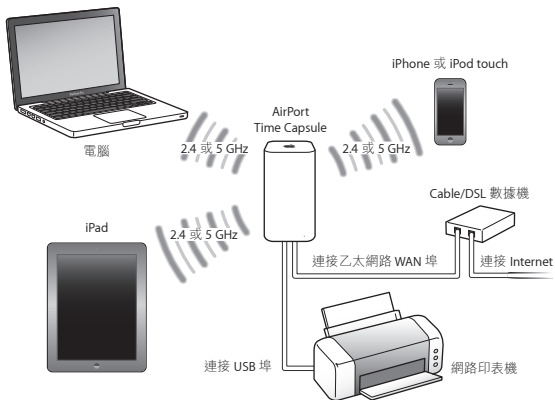 iPhone 或 iPod touch
AirPort
Time Capsule
2.4 或 5 GHz
2.4 或 5 GHz
電腦
Cable/DSL 數據機
iPad
2.4 或 5 GHz
連接乙太網路 WAN 埠
連接 Internet
連接 USB 埠
網路印表機